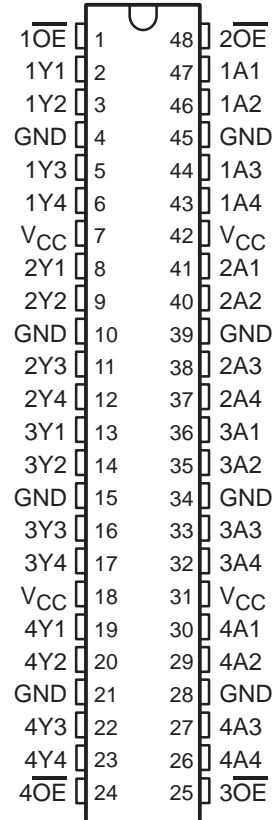 1O̅E̅ 1 48 2O̅E̅
1Y1 2 47 1A1
1Y2 3 46 1A2
GND 4 45 GND
1Y3 5 44 1A3
1Y4 6 43 1A4
VCC 7 42 VCC
2Y1 8 41 2A1
2Y2 9 40 2A2
GND 10 39 GND
2Y3 11 38 2A3
2Y4 12 37 2A4
3Y1 13 36 3A1
3Y2 14 35 3A2
GND 15 34 GND
3Y3 16 33 3A3
3Y4 17 32 3A4
VCC 18 31 VCC
4Y1 19 30 4A1
4Y2 20 29 4A2
GND 21 28 GND
4Y3 22 27 4A3
4Y4 23 26 4A4
4O̅E̅ 24 25 3O̅E̅